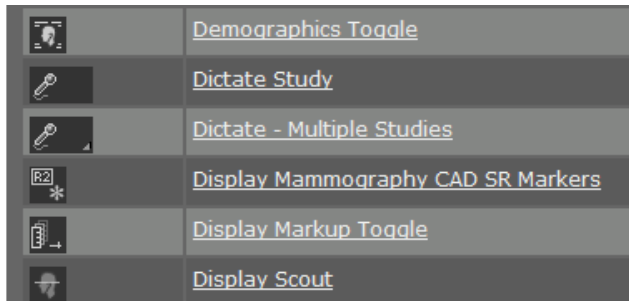 Demographics Toggle
Dictate Study
Dictate - Multiple Studies
R2
Display Mammography CAD SR Markers
Display Markup Toggle
Display Scout